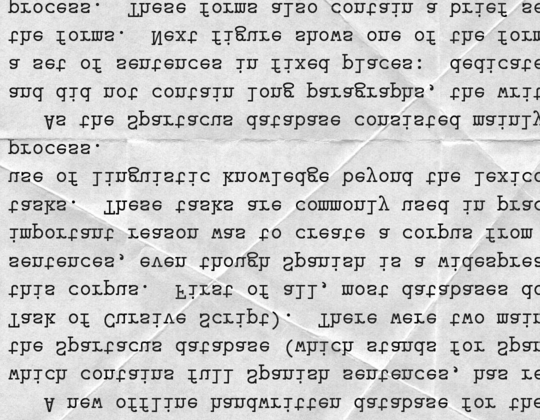 A new offline handwritten database for the
which contains full Spanish sentences, has re
the Spartacus database (which stands for Spar
Task of Cursive Script). There were two main
this corpus. First of all, most databases do
sentences, even though Spanish is a widesprea
important reason was to create a corpus from
tasks. These tasks are commonly used in prac
use of linguistic knowledge beyond the lexico
process.
As the Spartacus database consisted mainly
and did not contain long paragraphs, the writ
a set of sentences in fixed places: dedicate
the forms. Next figure shows one of the form
process. These forms also contain a brief se